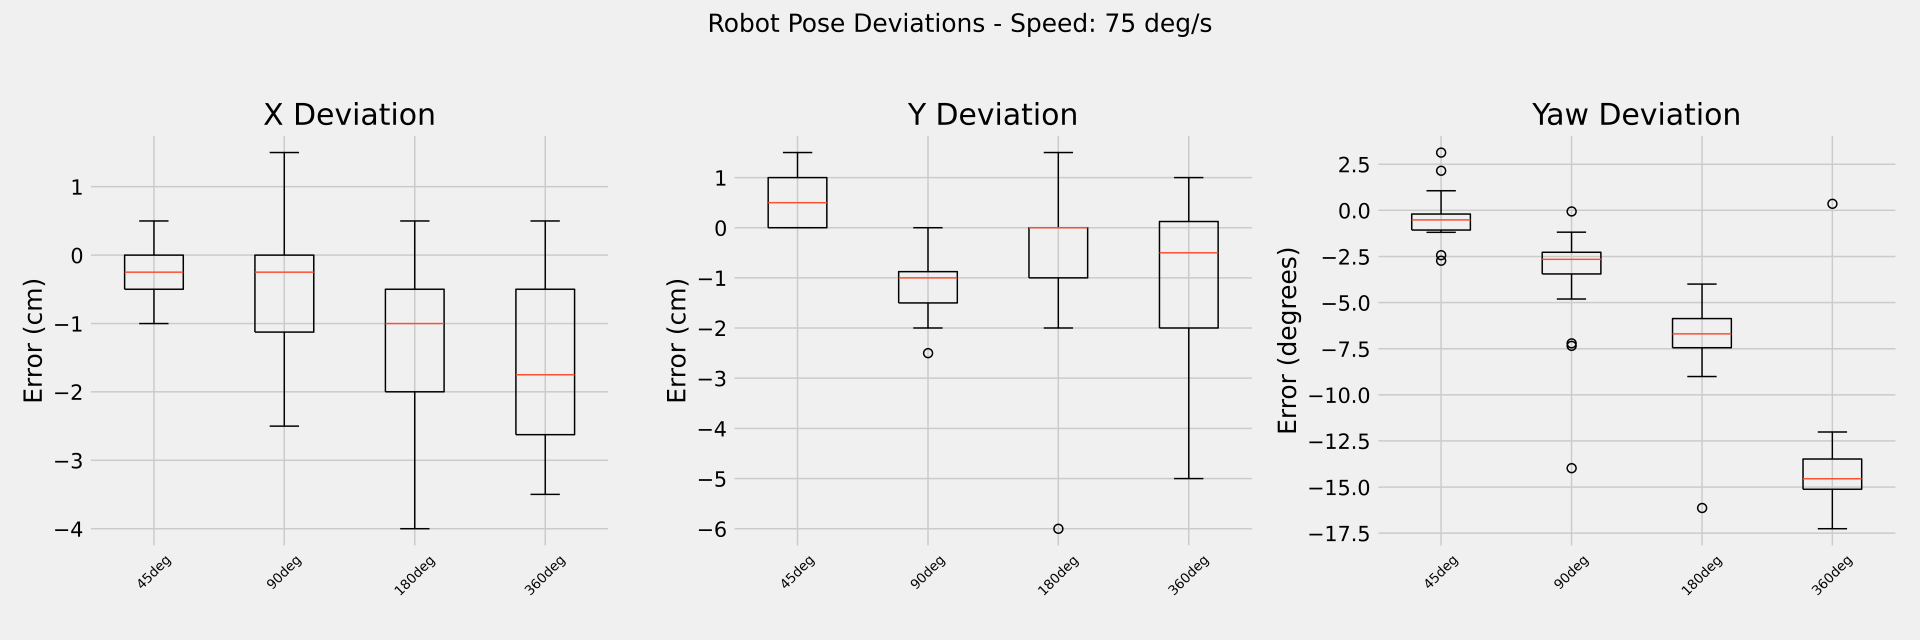 Robot Pose Deviations - Speed: 75 deg/s
X Deviation
Error (cm)
1
0
−1
−2
−3
−4
45deg
90deg
180deg
360deg
Y Deviation
Error (cm)
1
0
−1
−2
−3
−4
−5
−6
45deg
90deg
180deg
360deg
Yaw Deviation
Error (degrees)
2.5
0.0
−2.5
−5.0
−7.5
−10.0
−12.5
−15.0
−17.5
45deg
90deg
180deg
360deg